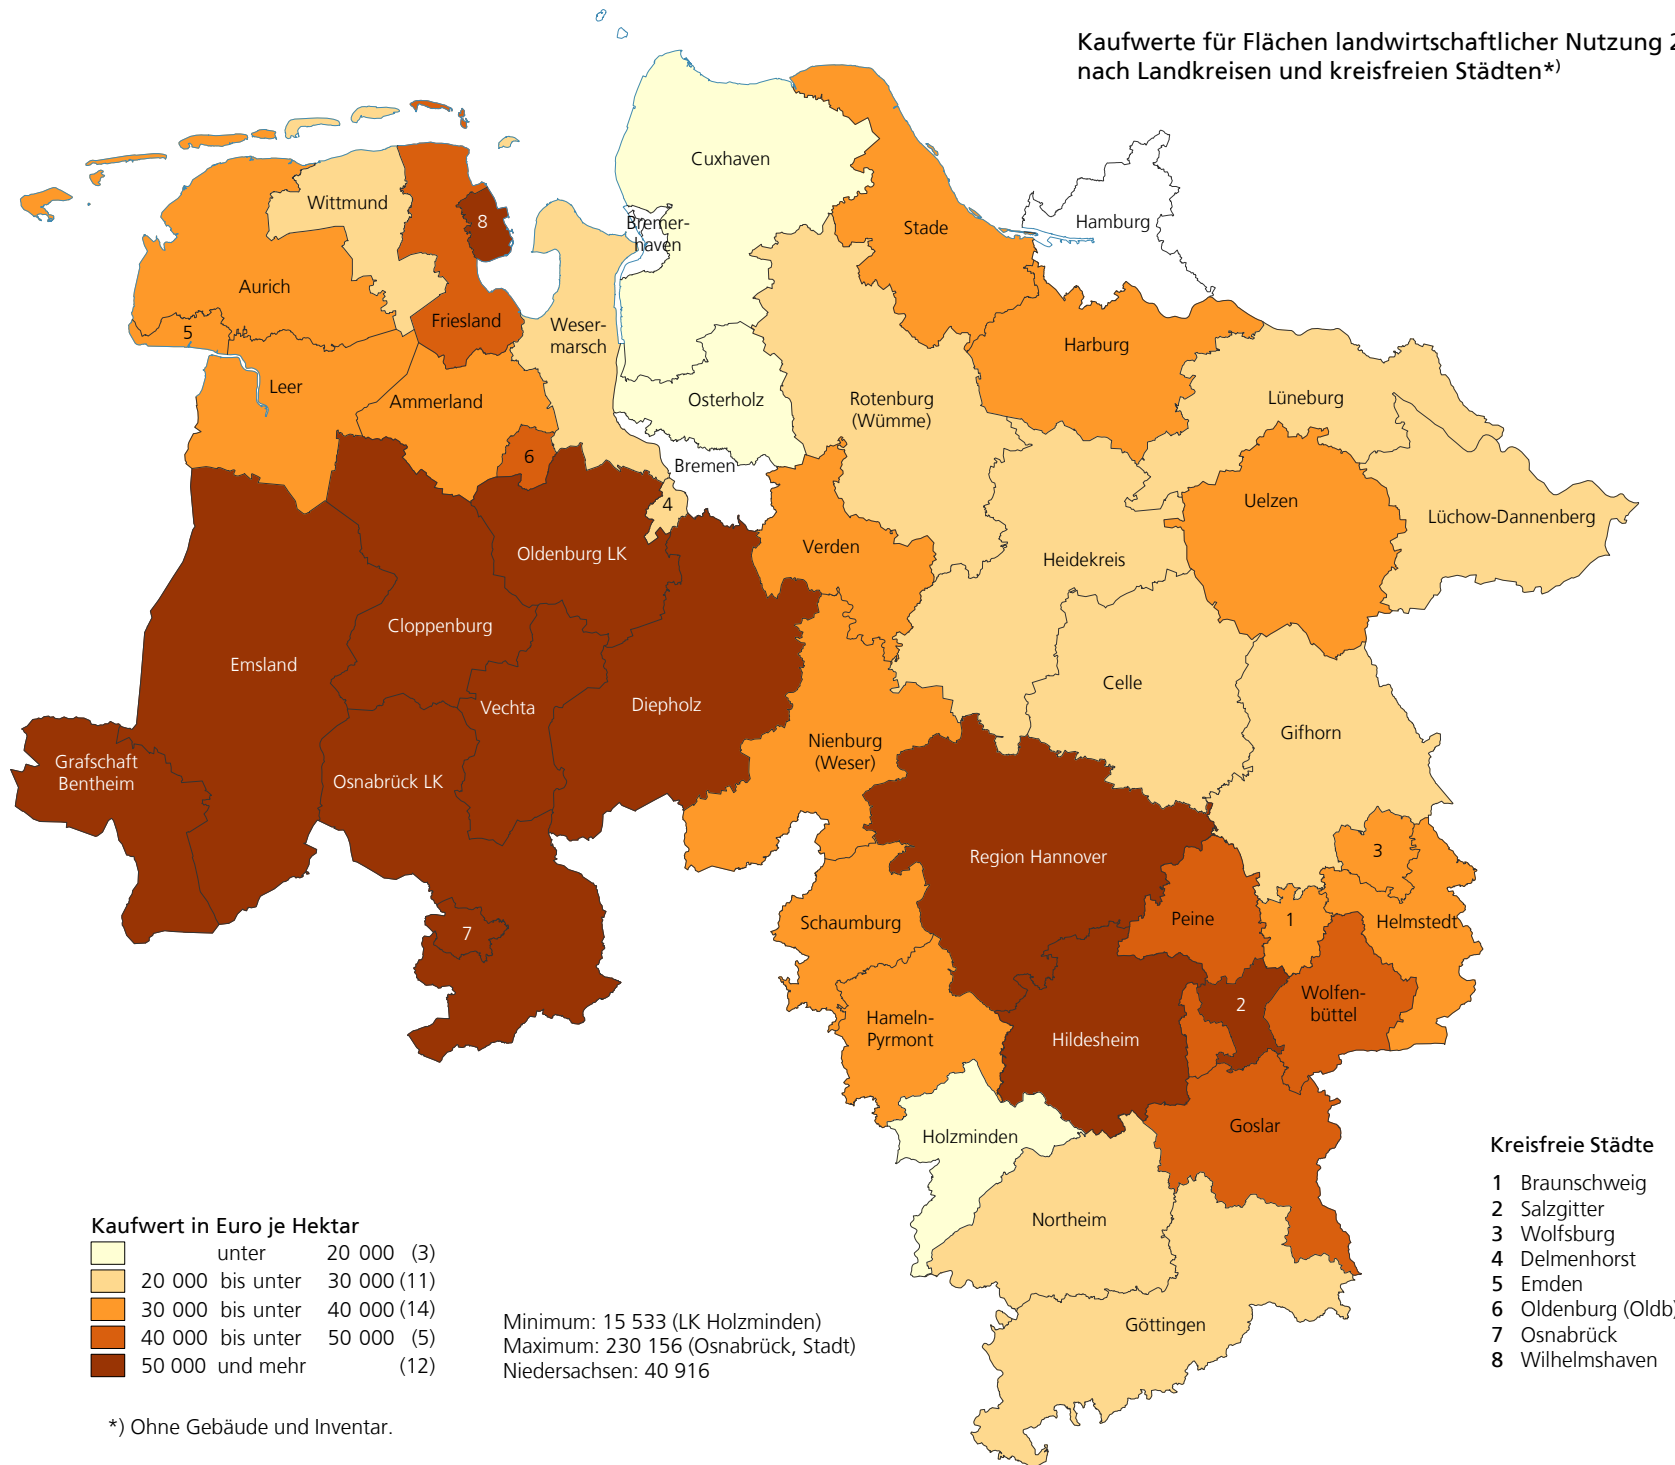 Kaufwerte für Flächen landwirtschaftlicher Nutzung
nach Landkreisen und kreisfreien Städten*)
Cuxhaven
Wittmund
8
Bremer-
haven
Stade
Hamburg
Aurich
5
Friesland
Weser-
marsch
Harburg
Leer
Ammerland
Osterholz
Rotenburg
(Wümme)
Lüneburg
6
Bremen
4
Uelzen
Lüchow-Dannenberg
Oldenburg LK
Verden
Heidekreis
Cloppenburg
Emsland
Celle
Vechta
Diepholz
Gifhorn
Nienburg
(Weser)
Grafschaft
Bentheim
Osnabrück LK
Region Hannover
3
Schaumburg
Peine
1
Helmstedt
7
Wolfen-
büttel
2
Hameln-
Pyrmont
Hildesheim
Goslar
Holzminden
Northeim
Göttingen
Kreisfreie Städte
1 Braunschweig
2 Salzgitter
3 Wolfsburg
4 Delmenhorst
5 Emden
6 Oldenburg (Oldb)
7 Osnabrück
8 Wilhelmshaven
Kaufwert in Euro je Hektar
unter 20 000 (3)
20 000 bis unter 30 000 (11)
30 000 bis unter 40 000 (14)
40 000 bis unter 50 000 (5)
50 000 und mehr (12)
Minimum: 15 533 (LK Holzminden)
Maximum: 230 156 (Osnabrück, Stadt)
Niedersachsen: 40 916
*) Ohne Gebäude und Inventar.